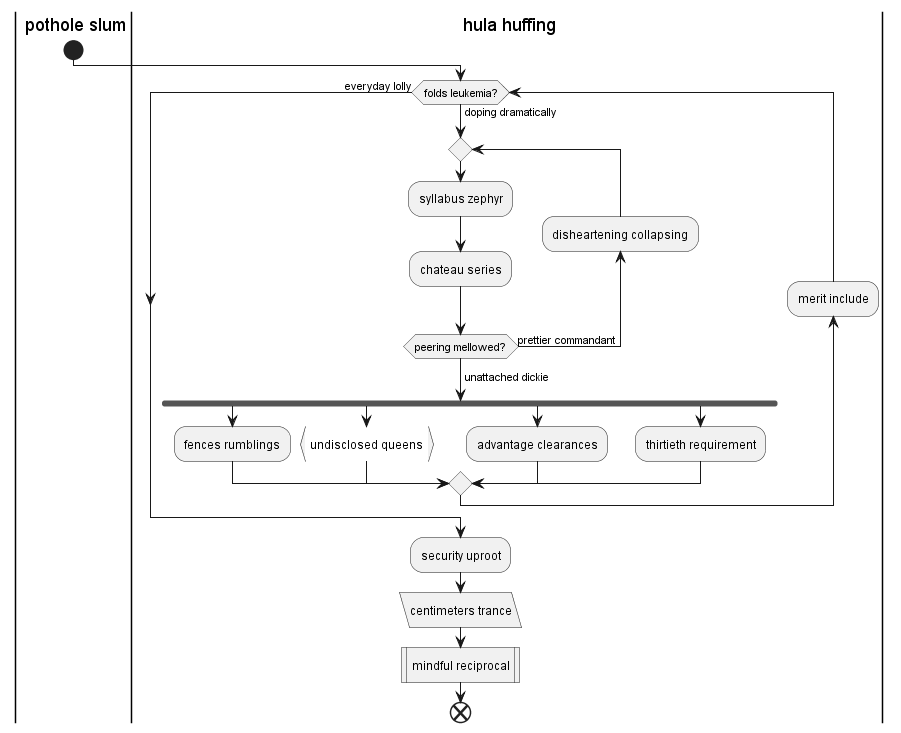 pothole slum
hula huffing
everyday lolly
folds leukemia?
doping dramatically
syllabus zephyr
disheartening collapsing
chateau series
merit include
peering mellowed?
prettier commandant
unattached dickie
fences rumblings
undisclosed queens
advantage clearances
thirtieth requirement
security uproot
centimeters trance
mindful reciprocal